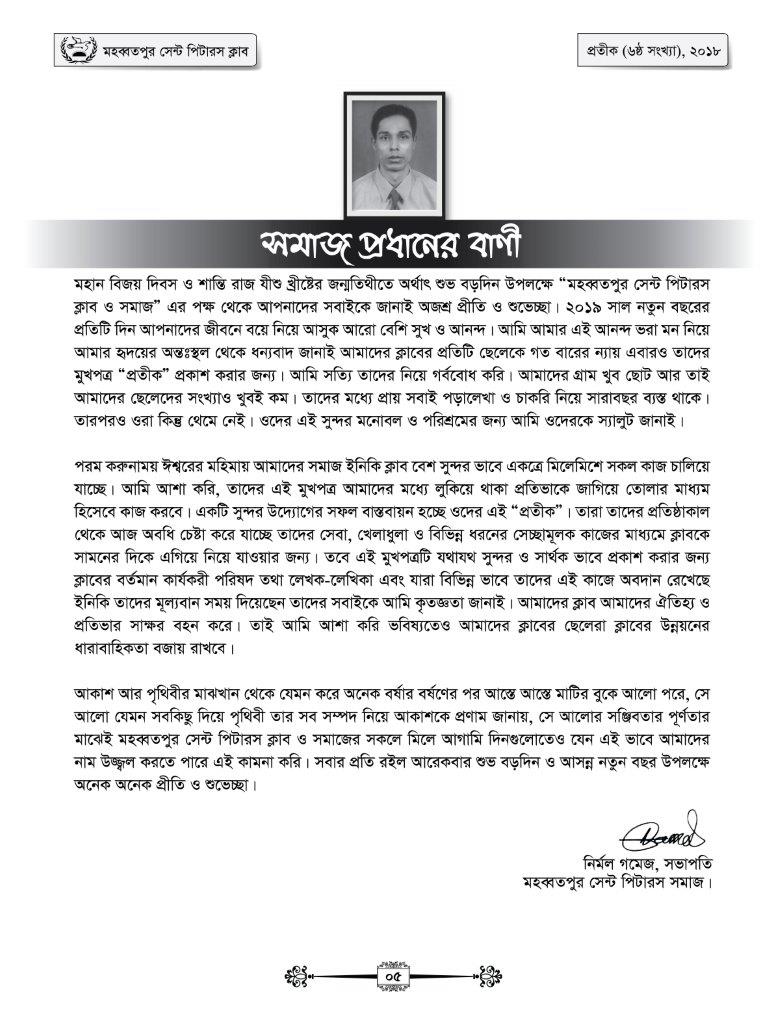 মহব্বতপুর সেন্ট পিটারস ক্লাব
প্রতীক (৬ষ্ঠ সংখ্যা), ২০১৮
সমাজ প্রধানের বাণী
মহান বিজয় দিবস ও শান্তি রাজ যীশু খ্রীষ্টের জন্মতিথীতে অর্থাৎ শুভ বড়দিন উপলক্ষে “মহব্বতপুর সেন্ট পিটারস
ক্লাব ও সমাজ” এর পক্ষ থেকে আপনাদের সবাইকে জানাই অজশ্র প্রীতি ও শুভেচ্ছা। ২০১৯ সাল নতুন বছরের
প্রতিটি দিন আপনাদের জীবনে বয়ে নিয়ে আসুক আরো বেশি সুখ ও আনন্দ। আমি আমার এই আনন্দ ভরা মন নিয়ে
আমার হৃদয়ের অন্তঃস্থল থেকে ধন্যবাদ জানাই আমাদের ক্লাবের প্রতিটি ছেলেকে গত বারের ন্যায় এবারও তাদের
মুখপত্র “প্রতীক” প্রকাশ করার জন্য। আমি সত্যি তাদের নিয়ে গর্ববোধ করি। আমাদের গ্রাম খুব ছোট আর তাই
আমাদের ছেলেদের সংখ্যাও খুবই কম। তাদের মধ্যে প্রায় সবাই পড়ালেখা ও চাকরি নিয়ে সারাবছর ব্যস্ত থাকে।
তারপরও ওরা কিন্তু থেমে নেই। ওদের এই সুন্দর মনোবল ও পরিশ্রমের জন্য আমি ওদেরকে স্যালুট জানাই।
পরম করুনাময় ঈশ্বরের মহিমায় আমাদের সমাজ ইনিকি ক্লাব বেশ সুন্দর ভাবে একত্রে মিলেমিশে সকল কাজ চালিয়ে
যাচ্ছে। আমি আশা করি, তাদের এই মুখপত্র আমাদের মধ্যে লুকিয়ে থাকা প্রতিভাকে জাগিয়ে তোলার মাধ্যম
হিসেবে কাজ করবে। একটি সুন্দর উদ্যোগের সফল বাস্তবায়ন হচ্ছে ওদের এই “প্রতীক”। তারা তাদের প্রতিষ্ঠাকাল
থেকে আজ অবধি চেষ্টা করে যাচ্ছে তাদের সেবা, খেলাধুলা ও বিভিন্ন ধরনের সেচ্ছামূলক কাজের মাধ্যমে ক্লাবকে
সামনের দিকে এগিয়ে নিয়ে যাওয়ার জন্য। তবে এই মুখপত্রটি যথাযথ সুন্দর ও সার্থক ভাবে প্রকাশ করার জন্য
ক্লাবের বর্তমান কার্যকরী পরিষদ তথা লেখক-লেখিকা এবং যারা বিভিন্ন ভাবে তাদের এই কাজে অবদান রেখেছে
ইনিকি তাদের মূল্যবান সময় দিয়েছেন তাদের সবাইকে আমি কৃতজ্ঞতা জানাই। আমাদের ক্লাব আমাদের ঐতিহ্য ও
প্রতিভার সাক্ষর বহন করে। তাই আমি আশা করি ভবিষ্যতেও আমাদের ক্লাবের ছেলেরা ক্লাবের উন্নয়নের
ধারাবাহিকতা বজায় রাখবে।
আকাশ আর পৃথিবীর মাঝখান থেকে যেমন করে অনেক বর্ষার বর্ষণের পর আস্তে আস্তে মাটির বুকে আলো পরে, সে
আলো যেমন সবকিছু দিয়ে পৃথিবী তার সব সম্পদ নিয়ে আকাশকে প্রণাম জানায়, সে আলোর সঞ্জিবতার পূর্ণতার
মাঝেই মহব্বতপুর সেন্ট পিটারস ক্লাব ও সমাজের সকলে মিলে আগামি দিনগুলোতেও যেন এই ভাবে আমাদের
নাম উজ্জ্বল করতে পারে এই কামনা করি। সবার প্রতি রইল আরেকবার শুভ বড়দিন ও আসন্ন নতুন বছর উপলক্ষে
অনেক অনেক প্রীতি ও শুভেচ্ছা।
নির্মল গমেজ, সভাপতি
মহব্বতপুর সেন্ট পিটারস সমাজ।
০৫